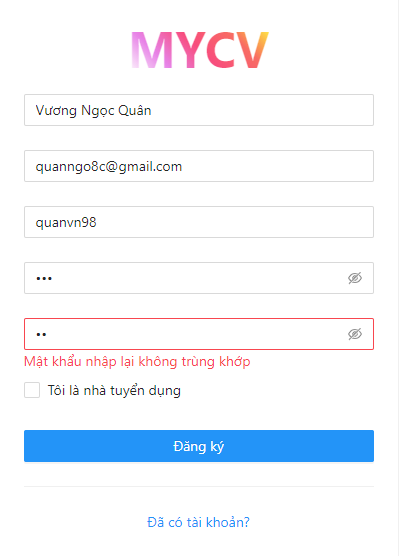 MYCV
Vương Ngọc Quân
quanngo8c@gmail.com
quanvn98
•••
••
Mật khẩu nhập lại không trùng khớp
Tôi là nhà tuyển dụng
Đăng ký
Đã có tài khoản?